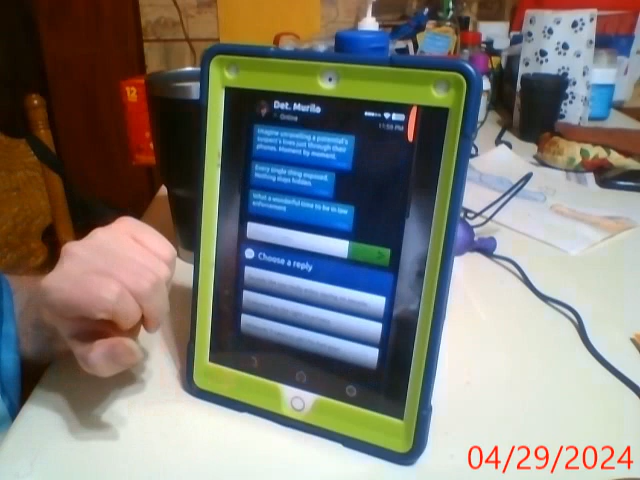 Det. Murilo
Online
11:58 PM
Imagine unravelling a potential's
suspect's lives just through their
phones. Moment by moment.
Every single thing exposed.
Nothing stays hidden.
What a wonderful time to be in law
enforcement
Choose a reply
12
04/29/2024